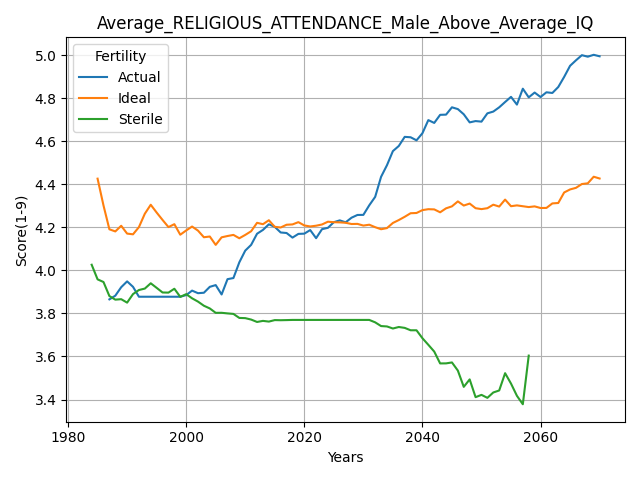 Average_RELIGIOUS_ATTENDANCE_Male_Above_Average_IQ
Fertility
Actual
Ideal
Sterile
Score(1-9)
5.0
4.8
4.6
4.4
4.2
4.0
3.8
3.6
3.4
1980
2000
2020
2040
2060
Years